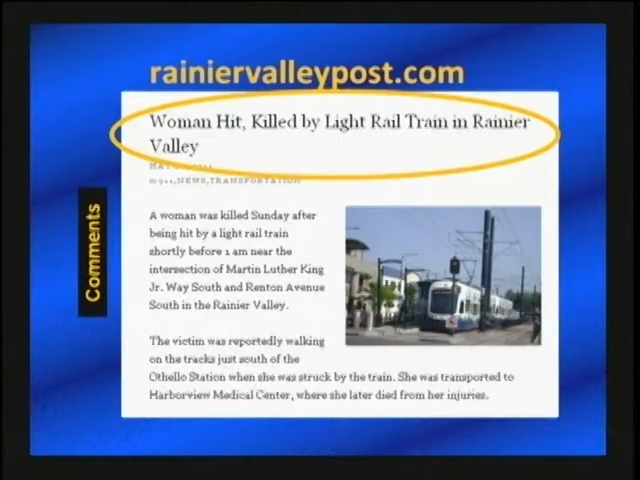 rainiervalleypost.com
Woman Hit, Killed by Light Rail Train in Rainier
Valley
911, NEWS, TRANSPORTATION
Comments
A woman was killed Sunday after
being hit by a light rail train
shortly before 1 am near the
intersection of Martin Luther King
Jr. Way South and Renton Avenue
South in the Rainier Valley.
The victim was reportedly walking
on the tracks just south of the
Othello Station when she was struck by the train. She was transported to
Harborview Medical Center, where she later died from her injuries.